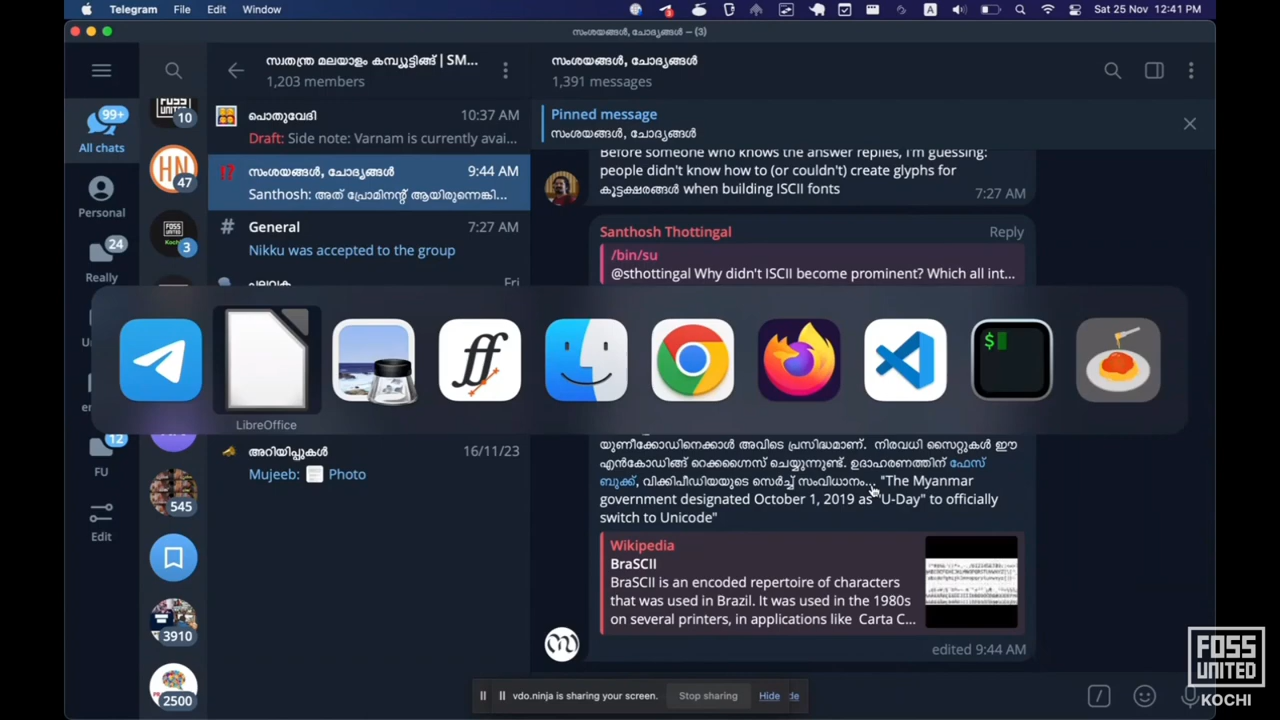 Telegram File Edit Window
3
A
Sat 25 Nov 12:41 PM
സംശയങ്ങൾ, ചോദ്യങ്ങൾ – (3)
സ്വതന്ത്ര മലയാളം കമ്പ്യൂട്ടിങ്ങ് | SM...
1,203 members
സംശയങ്ങൾ, ചോദ്യങ്ങൾ
1,391 messages
Pinned message
സംശയങ്ങൾ, ചോദ്യങ്ങൾ
99+
All chats
Personal
24
Really
12
FU
Edit
FOSS
UNITED
10
HN
47
FOSS
UNITED
Kochi
3
545
3910
2500
പൊതുവേദി 10:37 AM
Draft: Side note: Varnam is currently avai...
സംശയങ്ങൾ, ചോദ്യങ്ങൾ 9:44 AM
Santhosh: അത് പ്രോമിനന്റ് ആയിരുന്നെങ്കി...
# General 7:27 AM
Nikku was accepted to the group
പലവക Fri
അറിയിപ്പുകൾ 16/11/23
Mujeeb: Photo
Before someone who knows the answer replies, I'm guessing:
people didn't know how to (or couldn't) create glyphs for
കൂട്ടക്ഷരങ്ങൾ when building ISCII fonts
7:27 AM
Santhosh Thottingal Reply
/bin/su
@sthottingal Why didn't ISCII become prominent? Which all int...
LibreOffice
യുണീക്കോഡിനെക്കാൾ അവിടെ പ്രസിദ്ധമാണ്. നിരവധി സൈറ്റുകൾ ഈ
എൻകോഡിങ്ങ് റെക്കഗ്നൈസ് ചെയ്യുന്നുണ്ട്. ഉദാഹരണത്തിന് ഫേസ്
ബുക്ക്, വിക്കിപീഡിയയുടെ സെർച്ച് സംവിധാനം... "The Myanmar
government designated October 1, 2019 as "U-Day" to officially
switch to Unicode"
Wikipedia
BraSCII
BraSCII is an encoded repertoire of characters
that was used in Brazil. It was used in the 1980s
on several printers, in applications like Carta C...
edited 9:44 AM
vdo.ninja is sharing your screen. Stop sharing Hide
FOSS
UNITED
KOCHI